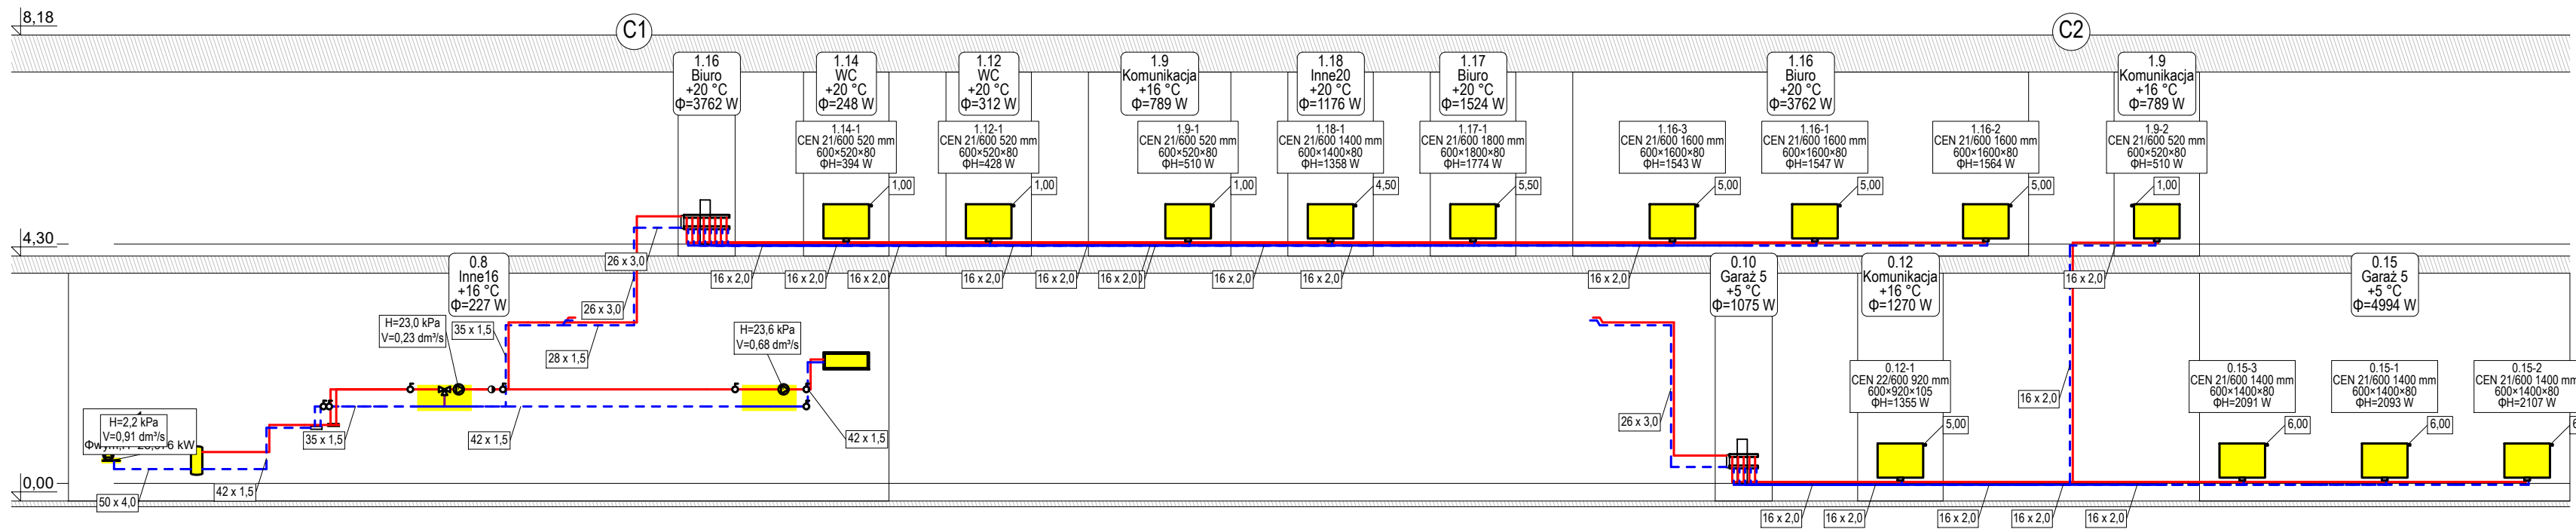 8,18
C1
C2
1.16
Biuro
+20 °C
Φ=3762 W
1.14
WC
+20 °C
Φ=248 W
1.12
WC
+20 °C
Φ=312 W
1.9
Komunikacja
+16 °C
Φ=789 W
1.18
Inne20
+20 °C
Φ=1176 W
1.17
Biuro
+20 °C
Φ=1524 W
1.16
Biuro
+20 °C
Φ=3762 W
1.9
Komunikacja
+16 °C
Φ=789 W
1.14-1
CEN 21/600 520 mm
600×520×80
ΦH=394 W
1.12-1
CEN 21/600 520 mm
600×520×80
ΦH=428 W
1.9-1
CEN 21/600 520 mm
600×520×80
ΦH=510 W
1.18-1
CEN 21/600 1400 mm
600×1400×80
ΦH=1358 W
1.17-1
CEN 21/600 1800 mm
600×1800×80
ΦH=1774 W
1.16-3
CEN 21/600 1600 mm
600×1600×80
ΦH=1543 W
1.16-1
CEN 21/600 1600 mm
600×1600×80
ΦH=1547 W
1.16-2
CEN 21/600 1600 mm
600×1600×80
ΦH=1564 W
1.9-2
CEN 21/600 520 mm
600×520×80
ΦH=510 W
1,00
1,00
1,00
4,50
5,50
5,00
5,00
5,00
1,00
4,30
26 x 3,0
16 x 2,0
16 x 2,0
16 x 2,0
16 x 2,0
16 x 2,0
16 x 2,0
16 x 2,0
16 x 2,0
16 x 2,0
16 x 2,0
0.8
Inne16
+16 °C
Φ=227 W
0.10
Garaż 5
+5 °C
Φ=1075 W
0.12
Komunikacja
+16 °C
Φ=1270 W
0.15
Garaż 5
+5 °C
Φ=4994 W
26 x 3,0
H=23,0 kPa
V=0,23 dm³/s
35 x 1,5
28 x 1,5
H=23,6 kPa
V=0,68 dm³/s
0.12-1
CEN 22/600 920 mm
600×920×105
ΦH=1355 W
0.15-3
CEN 21/600 1400 mm
600×1400×80
ΦH=2091 W
0.15-1
CEN 21/600 1400 mm
600×1400×80
ΦH=2093 W
0.15-2
CEN 21/600 1400 mm
600×1400×80
ΦH=2107 W
16 x 2,0
26 x 3,0
5,00
6,00
6,00
H=2,2 kPa
V=0,91 dm³/s
kW
35 x 1,5
42 x 1,5
42 x 1,5
0,00
50 x 4,0
42 x 1,5
16 x 2,0
16 x 2,0
16 x 2,0
16 x 2,0
16 x 2,0